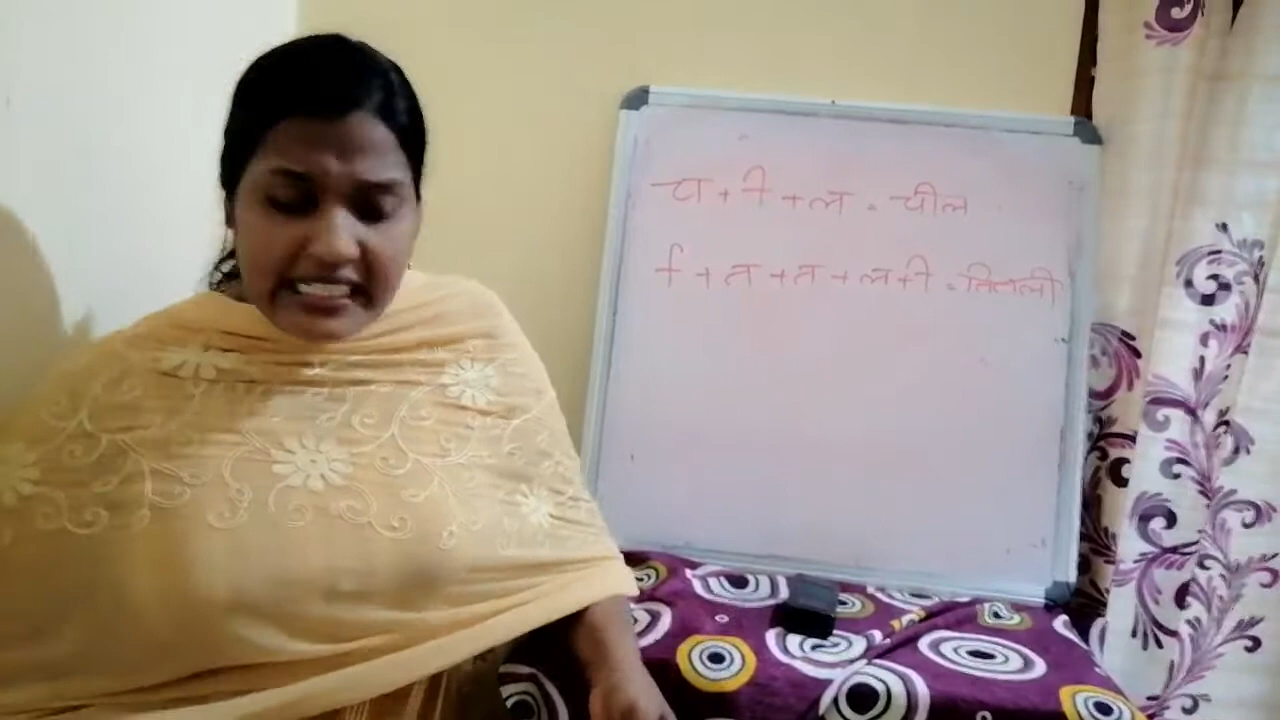 च + ी + ल = चील
ि + त + त + ल + ी = तितली